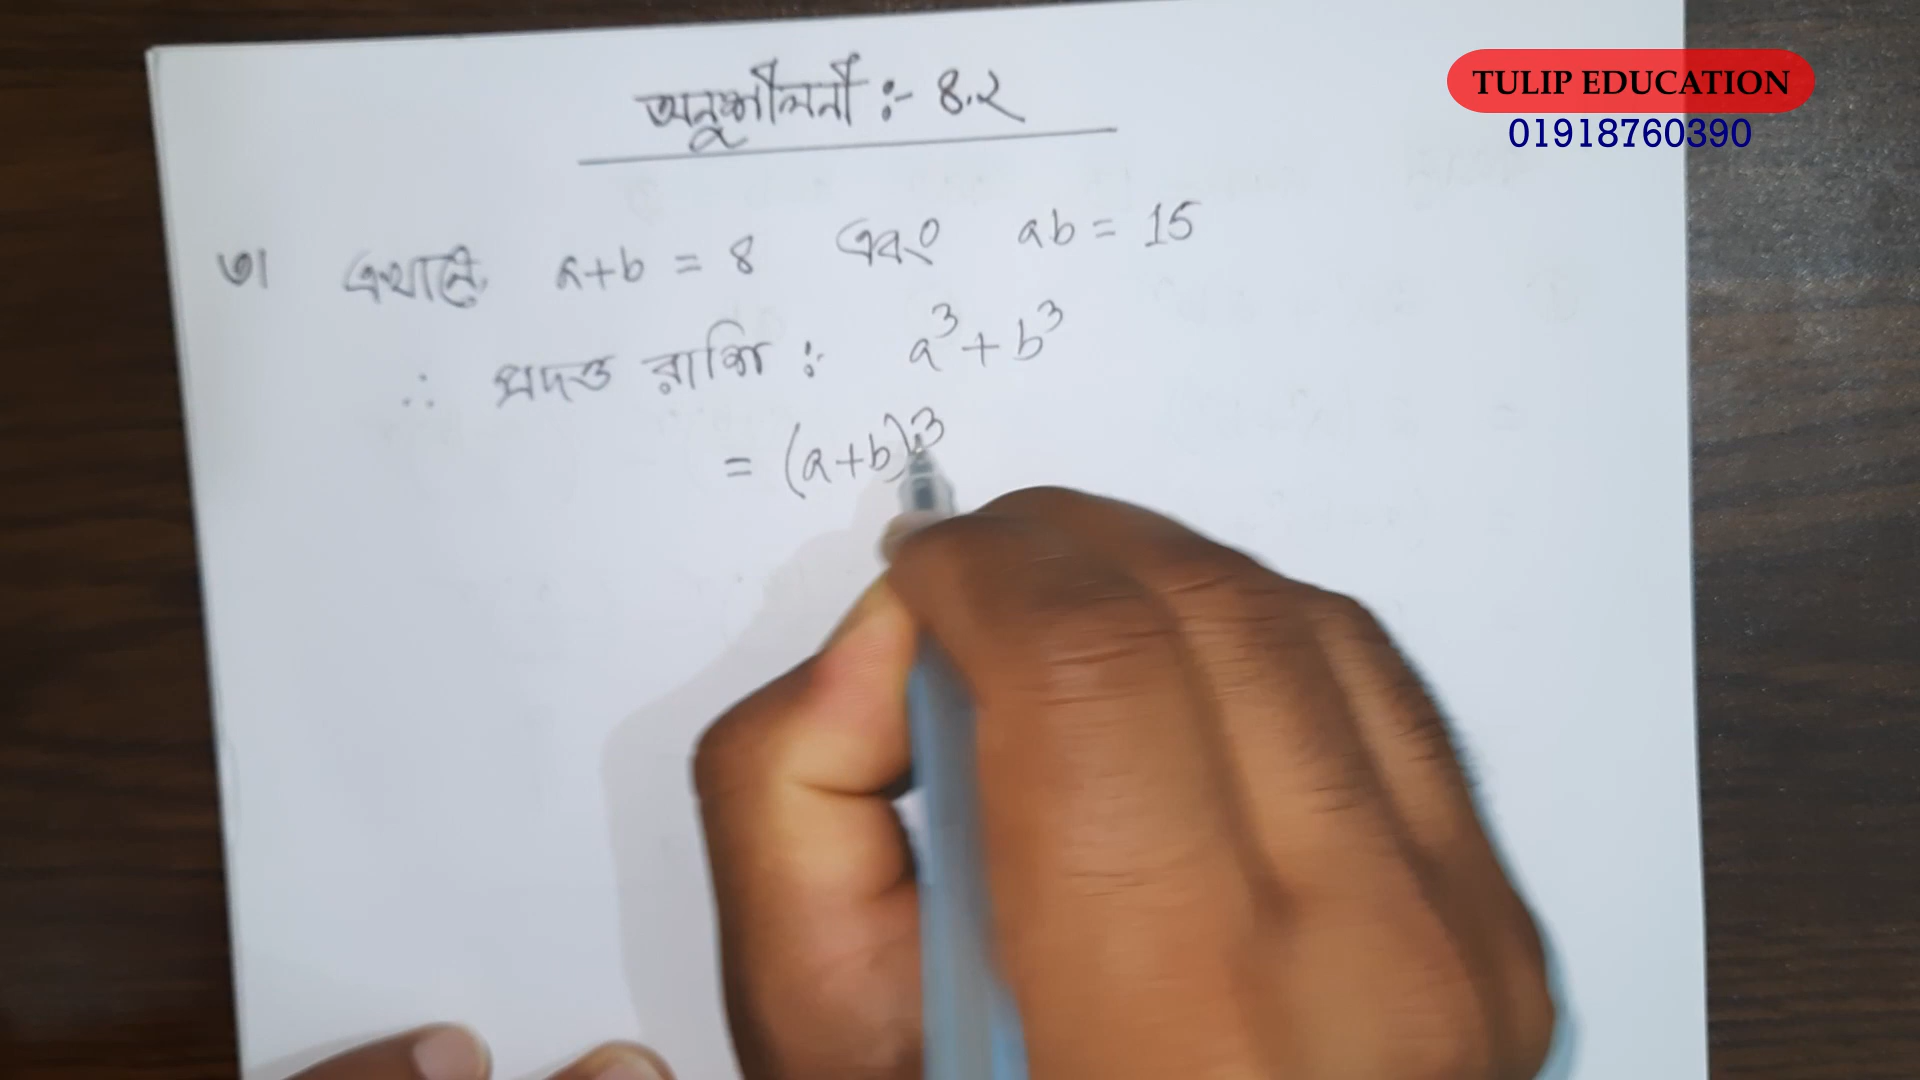 অনুশীলনী :- ৪.২
TULIP EDUCATION
01918760390
৩। এখানে a+b = 8 এবং ab = 15
∴ প্রদত্ত রাশি :- a³+b³
= (a+b)³